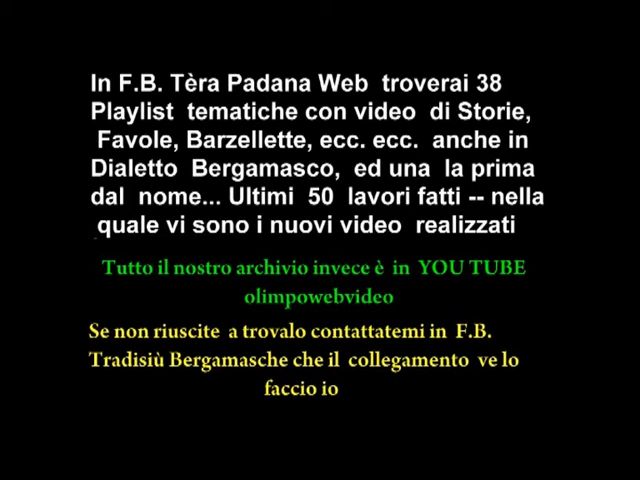 In F.B. Tèra Padana Web troverai 38
Playlist tematiche con video di Storie,
Favole, Barzellette, ecc. ecc. anche in
Dialetto Bergamasco, ed una la prima
dal nome... Ultimi 50 lavori fatti -- nella
quale vi sono i nuovi video realizzati
Tutto il nostro archivio invece è in YOU TUBE
olimpowebvideo
Se non riuscite a trovalo contattatemi in F.B.
Tradisiù Bergamasche che il collegamento ve lo
faccio io